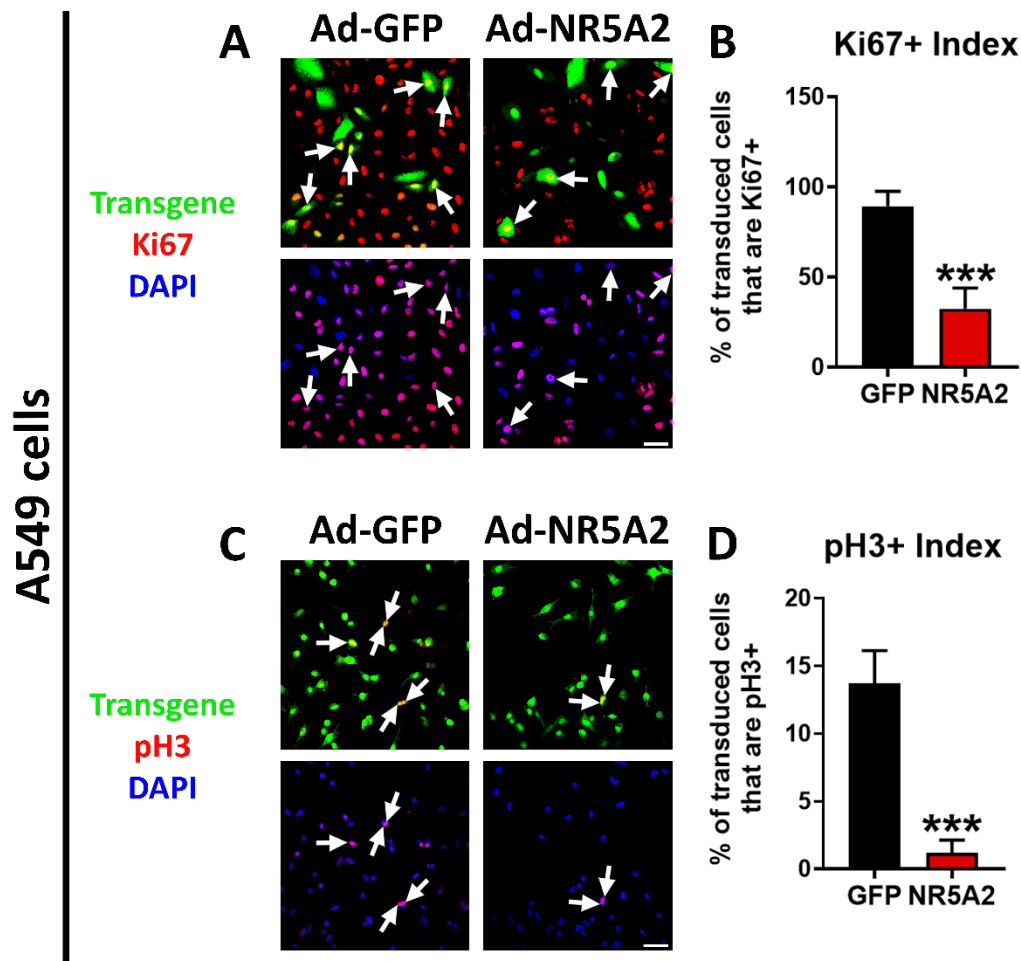 A549 cells
A
Ad-GFP
Ad-NR5A2
Transgene
Ki67
DAPI
B
Ki67+ Index
% of transduced cells
that are Ki67+
150
100
50
0
***
GFP NR5A2
C
Ad-GFP
Ad-NR5A2
Transgene
pH3
DAPI
D
pH3+ Index
% of transduced cells
that are pH3+
20
15
10
5
0
***
GFP NR5A2